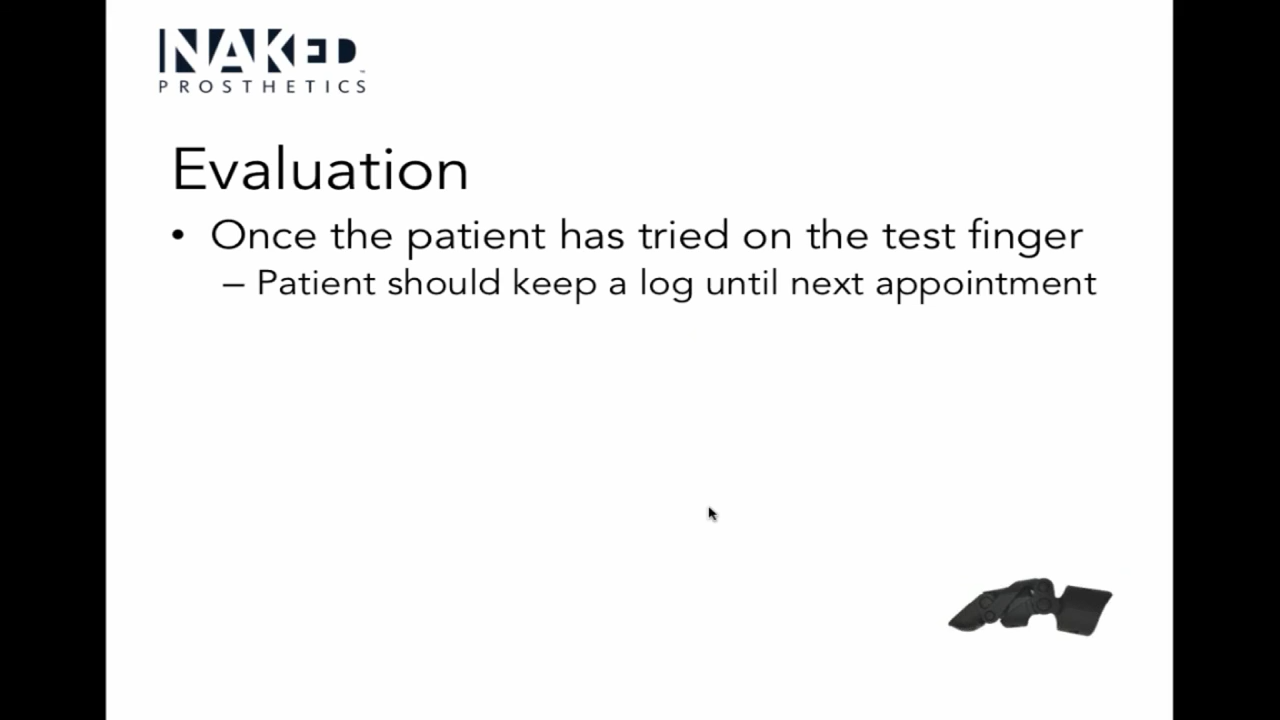 NAKED
PROSTHETICS
Evaluation
• Once the patient has tried on the test finger
– Patient should keep a log until next appointment